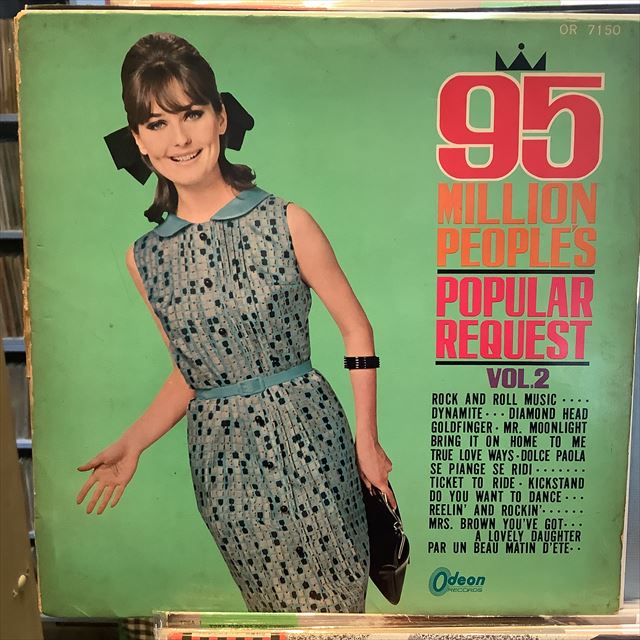 OR 7150
95
MILLION
PEOPLE'S
POPULAR
REQUEST
VOL.2
ROCK AND ROLL MUSIC ····
DYNAMITE ··· DIAMOND HEAD
GOLDFINGER · MR. MOONLIGHT
BRING IT ON HOME TO ME
TRUE LOVE WAYS · DOLCE PAOLA
SE PIANGE SE RIDI ·······
TICKET TO RIDE · KICKSTAND
DO YOU WANT TO DANCE ···
REELIN' AND ROCKIN' ······
MRS. BROWN YOU'VE GOT ···
A LOVELY DAUGHTER
PAR UN BEAU MATIN D'ÉTE ··
Odeon
RECORDS